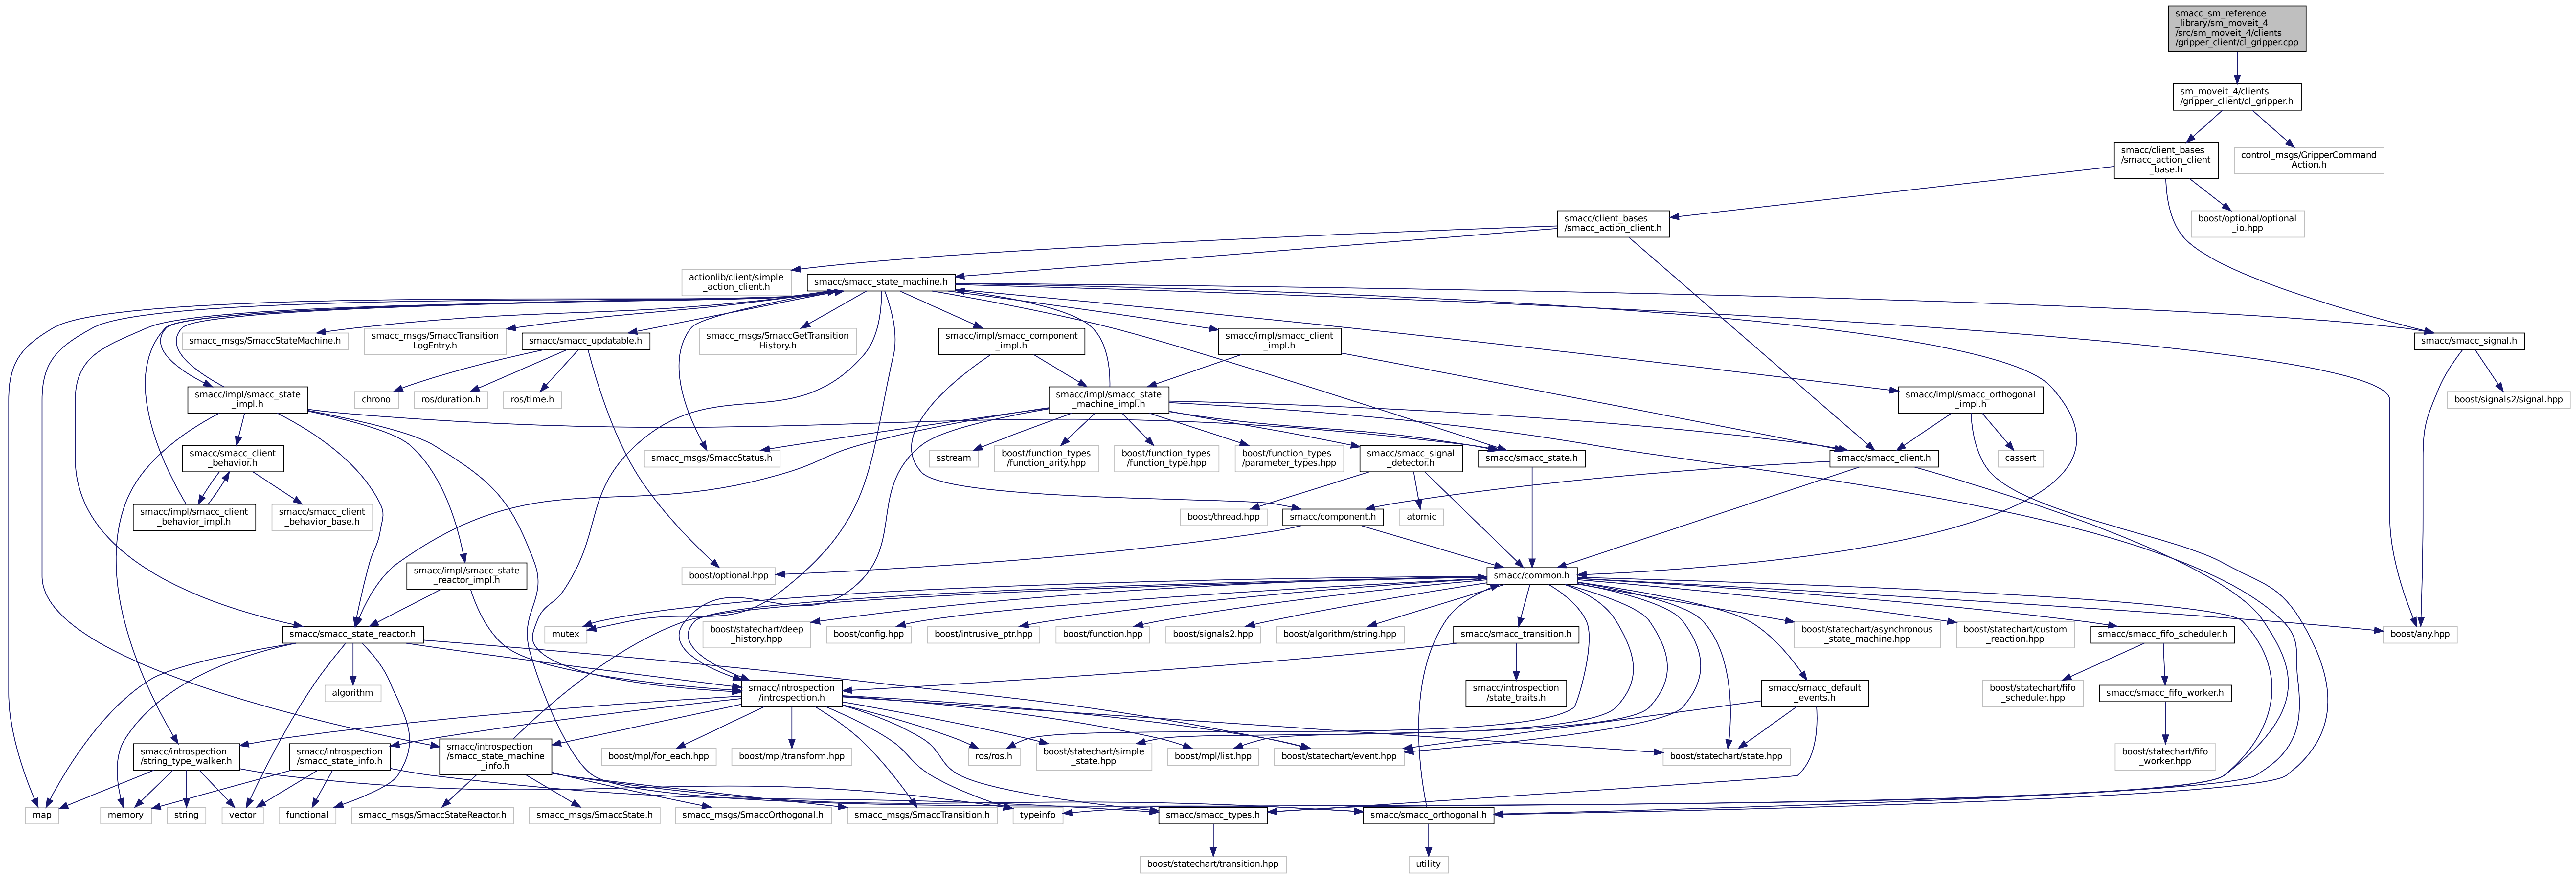 smacc_sm_reference
_library/sm_moveit_4
/src/sm_moveit_4/clients
/gripper_client/cl_gripper.cpp
sm_moveit_4/clients
/gripper_client/cl_gripper.h
smacc/client_bases
/smacc_action_client
_base.h
control_msgs/GripperCommand
Action.h
smacc/client_bases
/smacc_action_client.h
boost/optional/optional
_io.hpp
actionlib/client/simple
_action_client.h
smacc/smacc_state_machine.h
smacc_msgs/SmaccStateMachine.h
smacc_msgs/SmaccTransition
LogEntry.h
smacc/smacc_updatable.h
smacc_msgs/SmaccGetTransition
History.h
smacc/impl/smacc_component
_impl.h
smacc/impl/smacc_client
_impl.h
smacc/smacc_signal.h
smacc/impl/smacc_state
_impl.h
chrono
ros/duration.h
ros/time.h
smacc/impl/smacc_state
_machine_impl.h
smacc/impl/smacc_orthogonal
_impl.h
boost/signals2/signal.hpp
smacc/smacc_client
_behavior.h
smacc_msgs/SmaccStatus.h
sstream
boost/function_types
/function_arity.hpp
boost/function_types
/function_type.hpp
boost/function_types
/parameter_types.hpp
smacc/smacc_signal
_detector.h
smacc/smacc_state.h
smacc/smacc_client.h
cassert
smacc/impl/smacc_client
_behavior_impl.h
smacc/smacc_client
_behavior_base.h
boost/thread.hpp
smacc/component.h
atomic
smacc/impl/smacc_state
_reactor_impl.h
boost/optional.hpp
smacc/common.h
smacc/smacc_state_reactor.h
mutex
boost/statechart/deep
_history.hpp
boost/config.hpp
boost/intrusive_ptr.hpp
boost/function.hpp
boost/signals2.hpp
boost/algorithm/string.hpp
smacc/smacc_transition.h
boost/statechart/asynchronous
_state_machine.hpp
boost/statechart/custom
_reaction.hpp
smacc/smacc_fifo_scheduler.h
boost/any.hpp
algorithm
smacc/introspection
/introspection.h
smacc/introspection
/state_traits.h
smacc/smacc_default
_events.h
boost/statechart/fifo
_scheduler.hpp
smacc/smacc_fifo_worker.h
smacc/introspection
/string_type_walker.h
smacc/introspection
/smacc_state_info.h
smacc/introspection
/smacc_state_machine
_info.h
boost/mpl/for_each.hpp
boost/mpl/transform.hpp
ros/ros.h
boost/statechart/simple
_state.hpp
boost/mpl/list.hpp
boost/statechart/event.hpp
boost/statechart/state.hpp
boost/statechart/fifo
_worker.hpp
map
memory
string
vector
functional
smacc_msgs/SmaccStateReactor.h
smacc_msgs/SmaccState.h
smacc_msgs/SmaccOrthogonal.h
smacc_msgs/SmaccTransition.h
typeinfo
smacc/smacc_types.h
smacc/smacc_orthogonal.h
boost/statechart/transition.hpp
utility